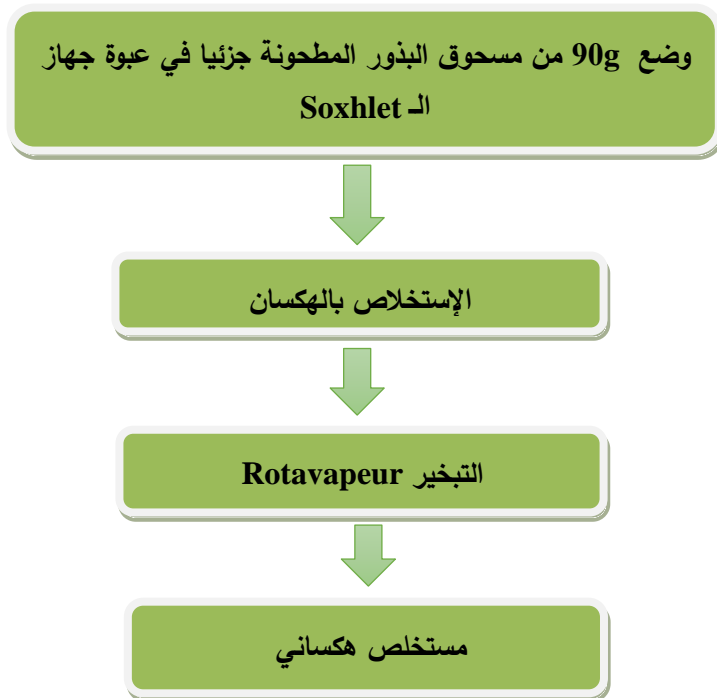 وضع 90g من مسحوق البذور المطحونة جزئيا في عبوة جهاز
الـ Soxhlet
الإستخلاص بالهكسان
التبخير Rotavapeur
مستخلص هكساني